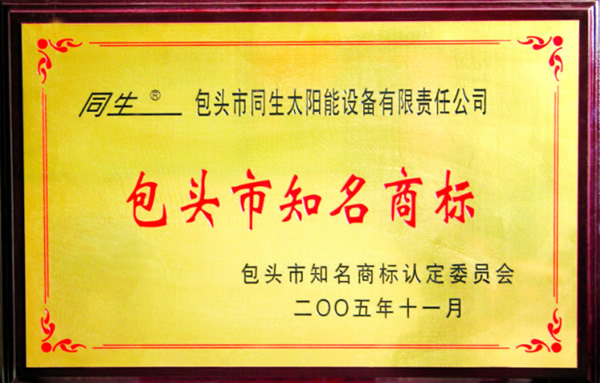 同生® 包头市同生太阳能设备有限责任公司
包头市知名商标
包头市知名商标认定委员会
二〇〇五年十一月